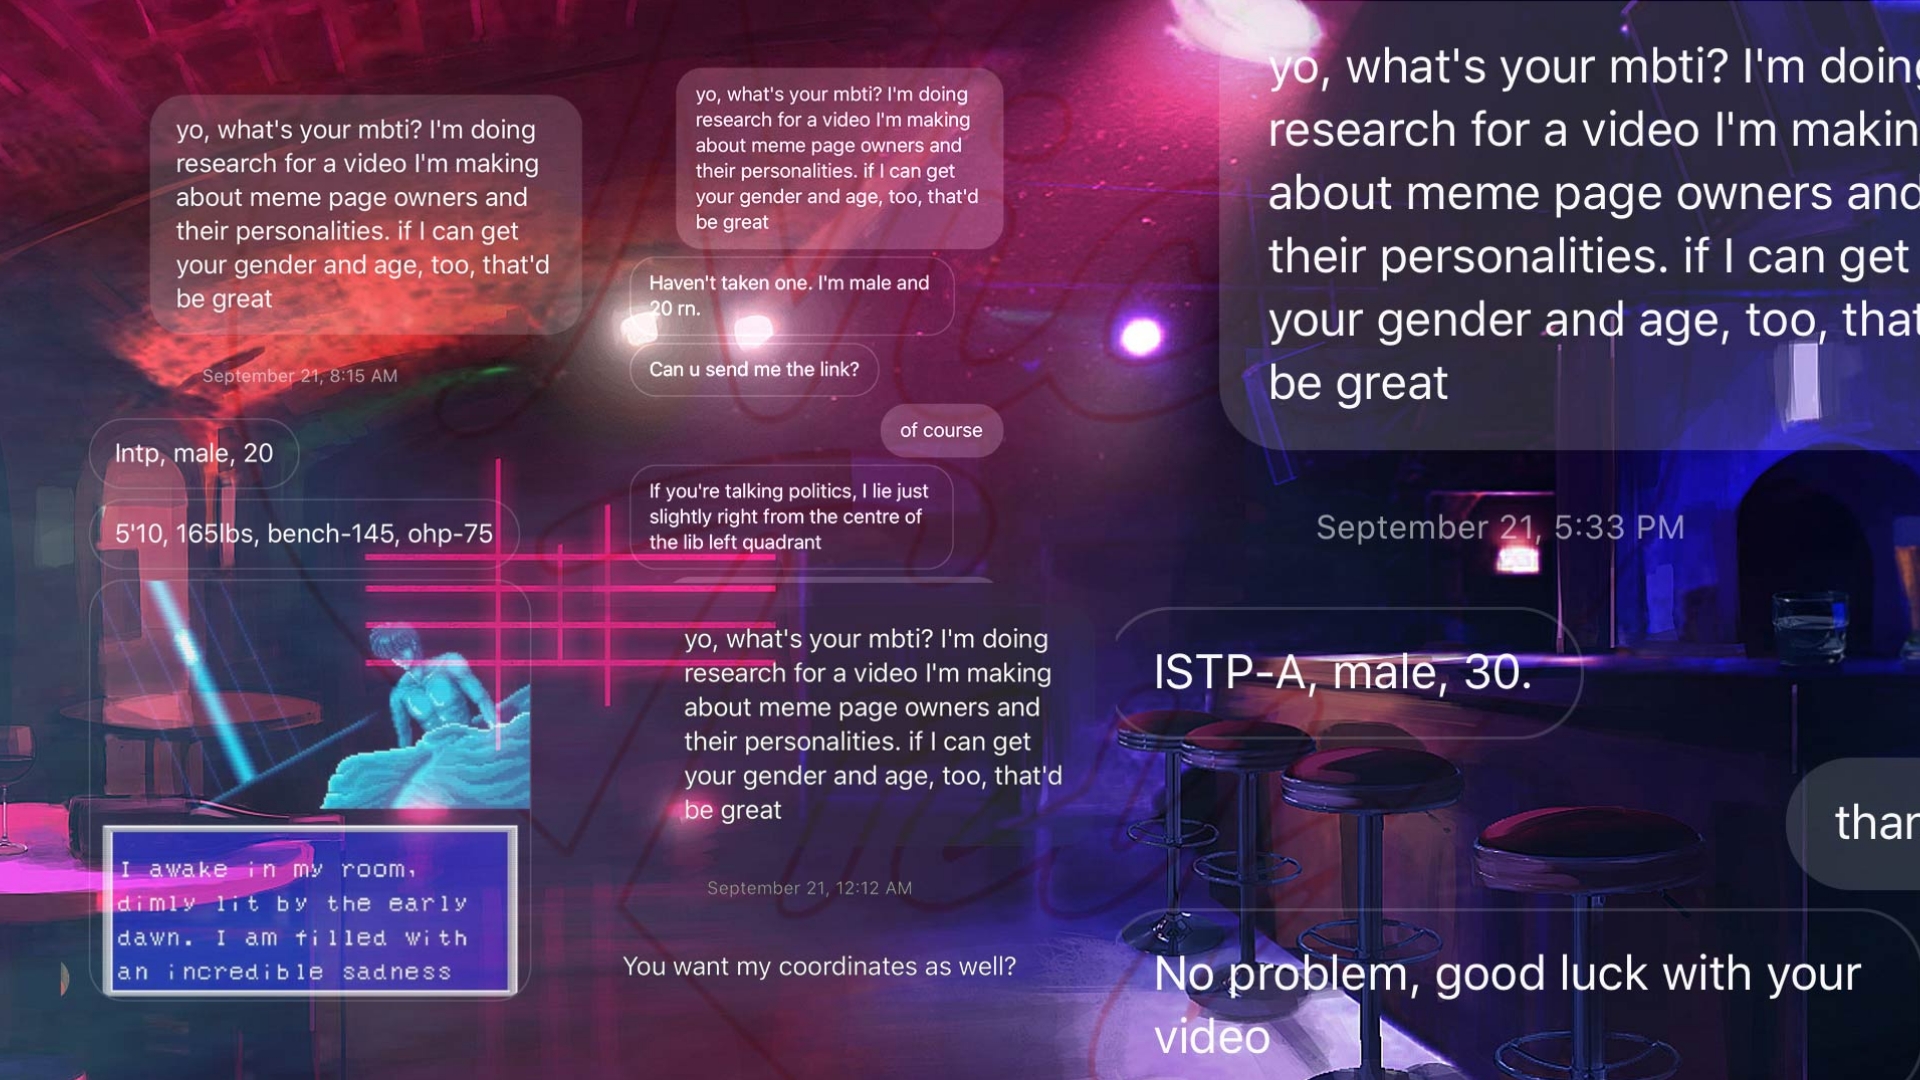 yo, what's your mbti? I'm doing
research for a video I'm making
about meme page owners and
their personalities. if I can get
your gender and age, too, that'd
be great
September 21, 8:15 AM
Intp, male, 20
5'10, 165lbs, bench-145, ohp-75
I awake in my room,
dimly lit by the early
dawn. I am filled with
an incredible sadness
yo, what's your mbti? I'm doing
research for a video I'm making
about meme page owners and
their personalities. if I can get
your gender and age, too, that'd
be great
Haven't taken one. I'm male and
20 rn.
Can u send me the link?
of course
If you're talking politics, I lie just
slightly right from the centre of
the lib left quadrant
yo, what's your mbti? I'm doing
research for a video I'm making
about meme page owners and
their personalities. if I can get
your gender and age, too, that'd
be great
September 21, 12:12 AM
You want my coordinates as well?
yo, what's your mbti? I'm doing
research for a video I'm makin
about meme page owners and
their personalities. if I can get
your gender and age, too, that
be great
September 21, 5:33 PM
ISTP-A, male, 30.
than
No problem, good luck with your
video